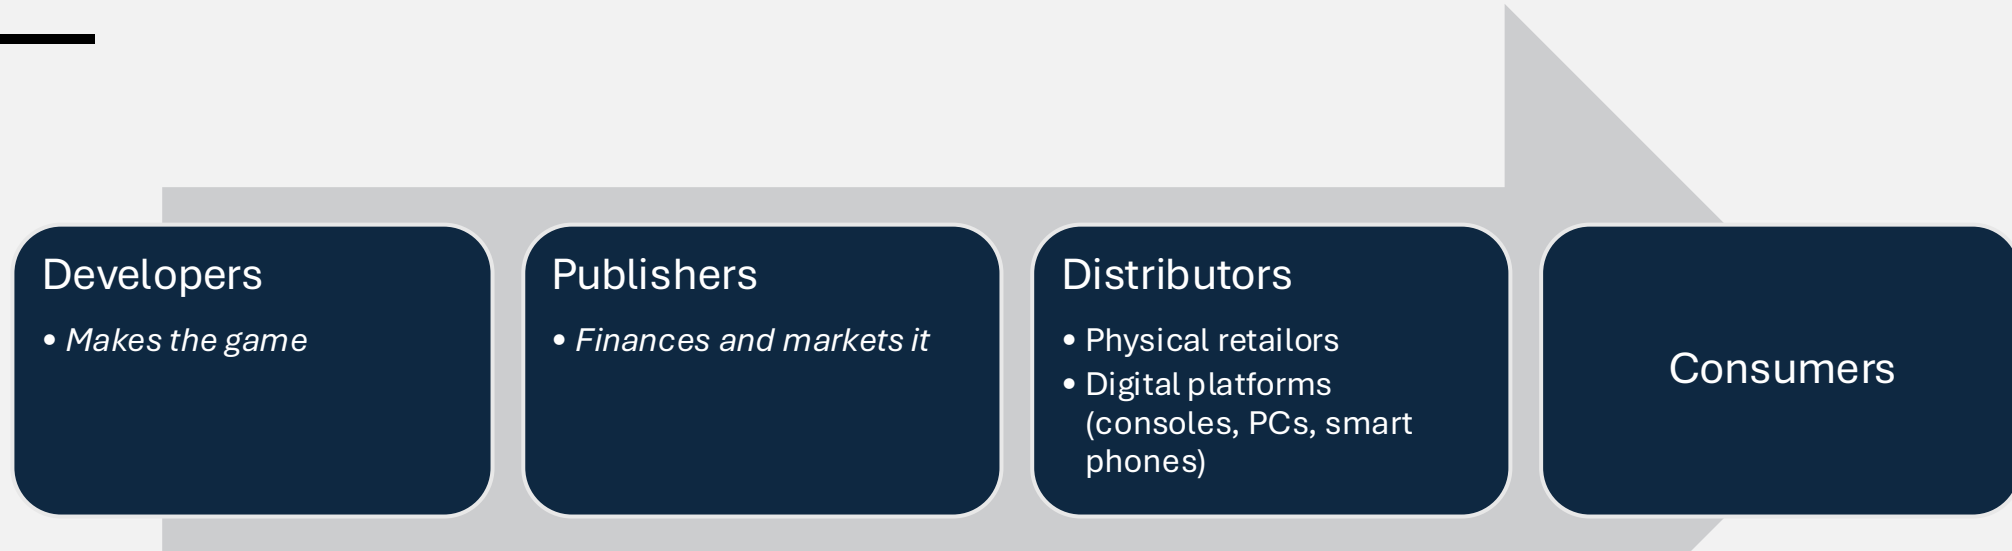 Developers
• Makes the game
Publishers
• Finances and markets it
Distributors
• Physical retailors
• Digital platforms
(consoles, PCs, smart
phones)
Consumers